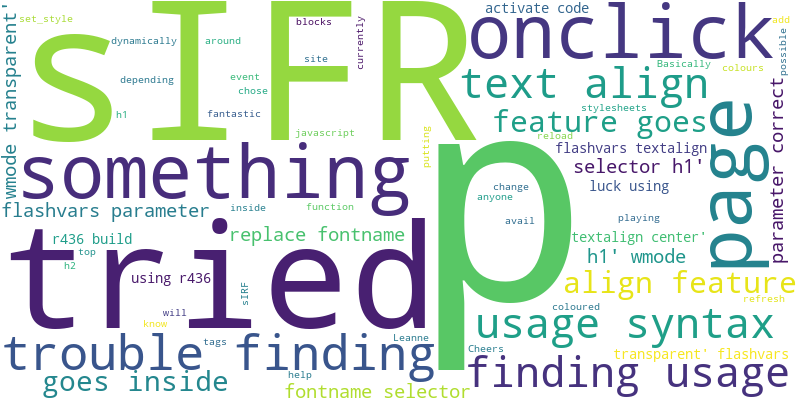 sIFR
onclick
activate code
set_style
dynamically
around
blocks
currently
depending
site
event
chose
h1
fantastic
javascript
wmode transparent'
text align
Basically
colours
add
possible
stylesheets
feature goes
reload
putting
flashvars textalign
selector h1'
luck using
page
parameter correct
something
p
change
anyone
avail
playing
flashvars parameter
inside
function
r436 build
replace fontname
top
h2
using r436
sIRF
will
know
tags
tried
textalign center'
h1' wmode
align feature
refresh
coloured
usage syntax
Leanne
Cheers
transparent' flashvars
trouble finding
finding usage
goes inside
help
fontname selector